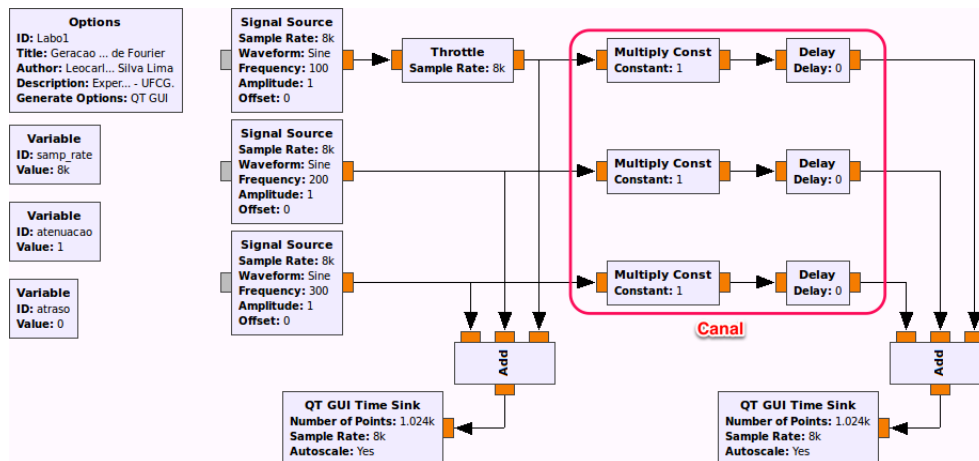 Options
ID: Labo1
Title: Geracao ... de Fourier
Author: Leocarl... Silva Lima
Description: Exper... - UFCG.
Generate Options: QT GUI
Variable
ID: samp_rate
Value: 8k
Variable
ID: atenuacao
Value: 1
Variable
ID: atraso
Value: 0
Signal Source
Sample Rate: 8k
Waveform: Sine
Frequency: 100
Amplitude: 1
Offset: 0
Throttle
Sample Rate: 8k
Multiply Const
Constant: 1
Delay
Delay: 0
Signal Source
Sample Rate: 8k
Waveform: Sine
Frequency: 200
Amplitude: 1
Offset: 0
Multiply Const
Constant: 1
Delay
Delay: 0
Signal Source
Sample Rate: 8k
Waveform: Sine
Frequency: 300
Amplitude: 1
Offset: 0
Multiply Const
Constant: 1
Delay
Delay: 0
Canal
Add
Add
QT GUI Time Sink
Number of Points: 1.024k
Sample Rate: 8k
Autoscale: Yes
QT GUI Time Sink
Number of Points: 1.024k
Sample Rate: 8k
Autoscale: Yes